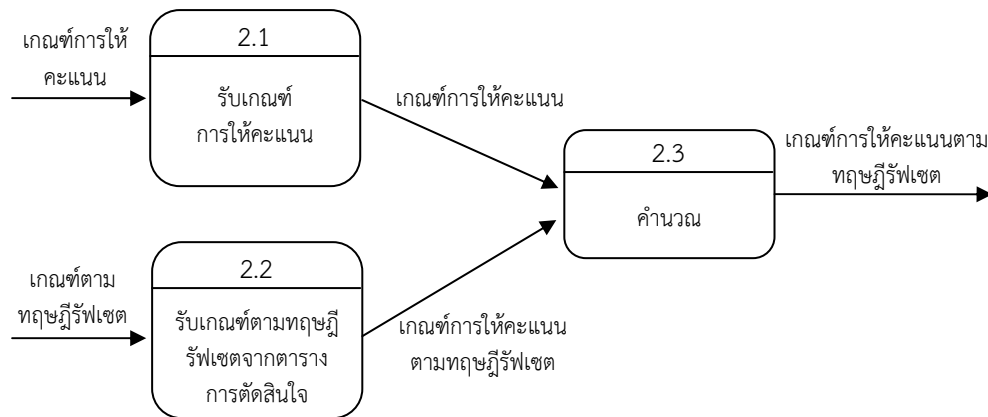 เกณฑ์การให้
คะแนน
2.1
รับเกณฑ์
การให้คะแนน
เกณฑ์การให้คะแนน
2.3
คำนวณ
เกณฑ์การให้คะแนนตาม
ทฤษฎีรัฟเซต
เกณฑ์ตาม
ทฤษฎีรัฟเซต
2.2
รับเกณฑ์ตามทฤษฎี
รัฟเซตจากตาราง
การตัดสินใจ
เกณฑ์การให้คะแนน
ตามทฤษฎีรัฟเซต